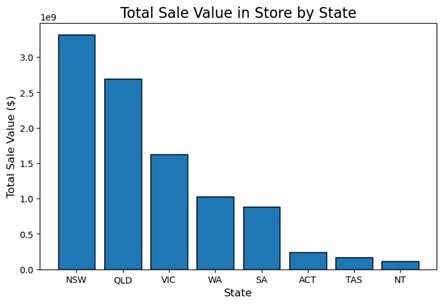 Total Sale Value in Store by State
1e9
Total Sale Value ($)
3.0
2.5
2.0
1.5
1.0
0.5
0.0
NSW QLD VIC WA SA ACT TAS NT
State